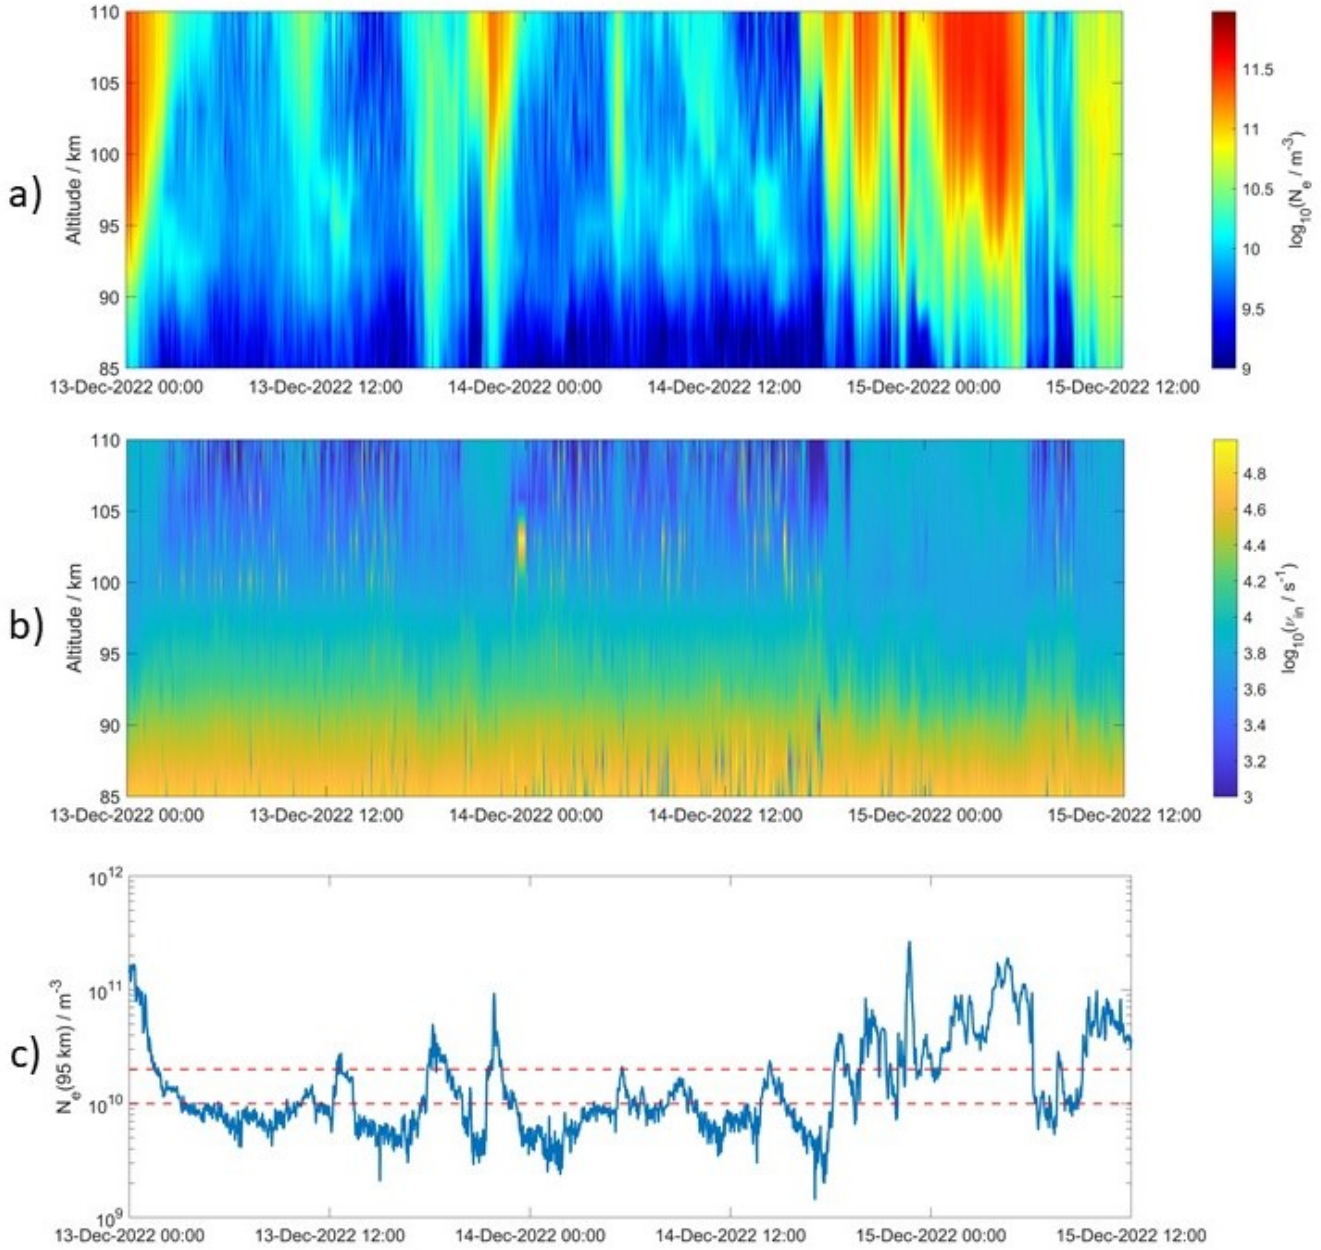 a)
Altitude / km
110
105
100
95
90
85
13-Dec-2022 00:00
13-Dec-2022 12:00
14-Dec-2022 00:00
14-Dec-2022 12:00
15-Dec-2022 00:00
15-Dec-2022 12:00
11.5
11
10.5
10
9.5
9
log10(Ne / m-3)
b)
Altitude / km
110
105
100
95
90
85
13-Dec-2022 00:00
13-Dec-2022 12:00
14-Dec-2022 00:00
14-Dec-2022 12:00
15-Dec-2022 00:00
15-Dec-2022 12:00
4.8
4.6
4.4
4.2
4
3.8
3.6
3.4
3.2
3
log10(νin / s-1)
c)
Ne(95 km) / m-3
10^12
10^11
10^10
10^9
13-Dec-2022 00:00
13-Dec-2022 12:00
14-Dec-2022 00:00
14-Dec-2022 12:00
15-Dec-2022 00:00
15-Dec-2022 12:00